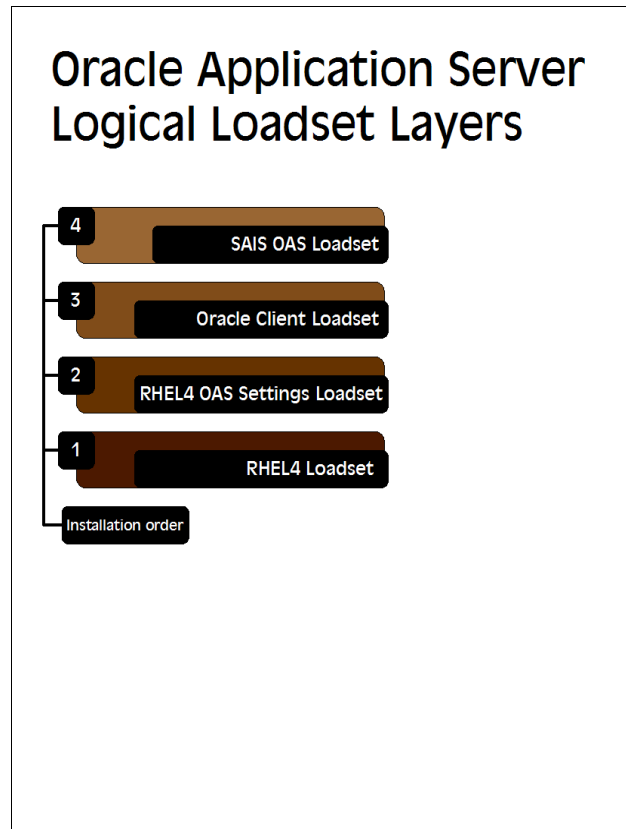 Oracle Application Server
Logical Loadset Layers
4
SAIS OAS Loadset
3
Oracle Client Loadset
2
RHEL4 OAS Settings Loadset
1
RHEL4 Loadset
Installation order